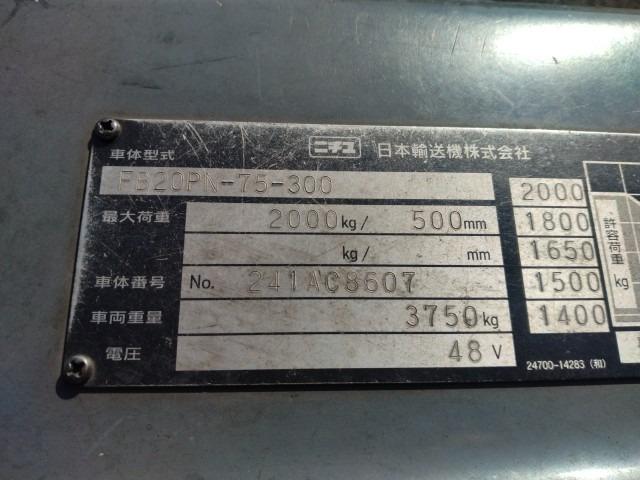 ニチユ 日本輸送機株式会社
車体型式 FB20PN-75-300
最大荷重 2000kg/ 500mm
kg/ mm
車体番号 No. 241AC8607
車両重量 3750kg
電圧 48V
2000
1800
1650
1500
1400
許容荷重
kg
24700-14283 (和)